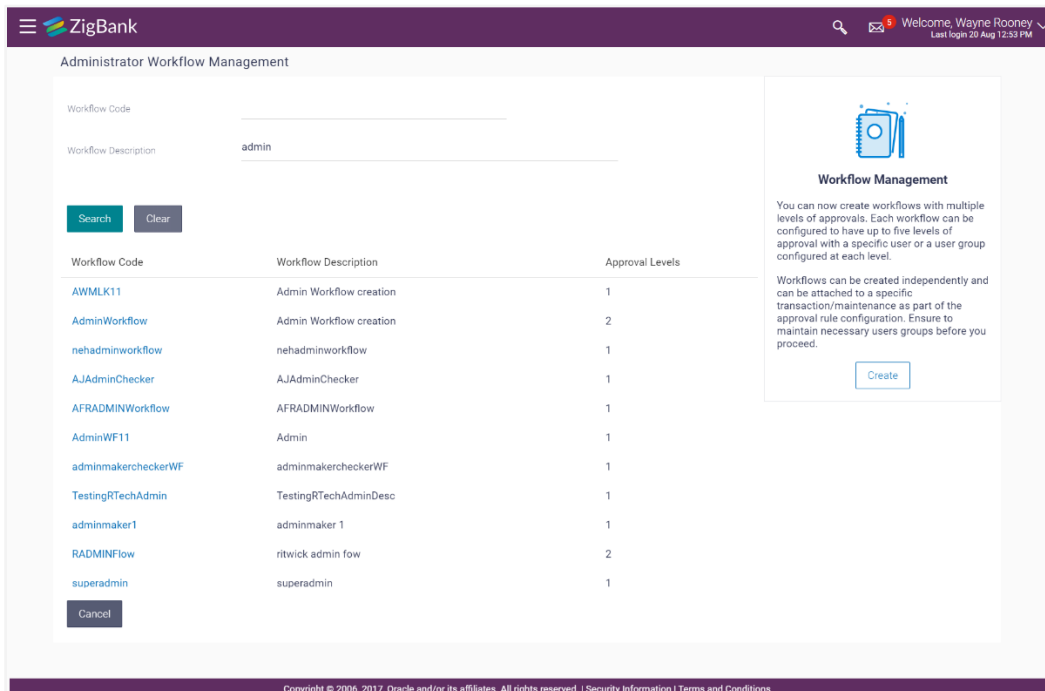 ZigBank
5
Welcome, Wayne Rooney
Last login 20 Aug 12:53 PM
Administrator Workflow Management
Workflow Code
Workflow Description admin
Search Clear
Workflow Code Workflow Description Approval Levels
AWMLK11 Admin Workflow creation 1
AdminWorkflow Admin Workflow creation 2
nehadminworkflow nehadminworkflow 1
AJAdminChecker AJAdminChecker 1
AFRADMINWorkflow AFRADMINWorkflow 1
AdminWF11 Admin 1
adminmakercheckerWF adminmakercheckerWF 1
TestingRTechAdmin TestingRTechAdminDesc 1
adminmaker1 adminmaker 1 1
RADMINFlow ritwick admin fow 2
superadmin superadmin 1
Cancel
Workflow Management
You can now create workflows with multiple
levels of approvals. Each workflow can be
configured to have up to five levels of
approval with a specific user or a user group
configured at each level.
Workflows can be created independently and
can be attached to a specific
transaction/maintenance as part of the
approval rule configuration. Ensure to
maintain necessary users groups before you
proceed.
Create
Copyright © 2006, 2017, Oracle and/or its affiliates. All rights reserved. | Security Information | Terms and Conditions